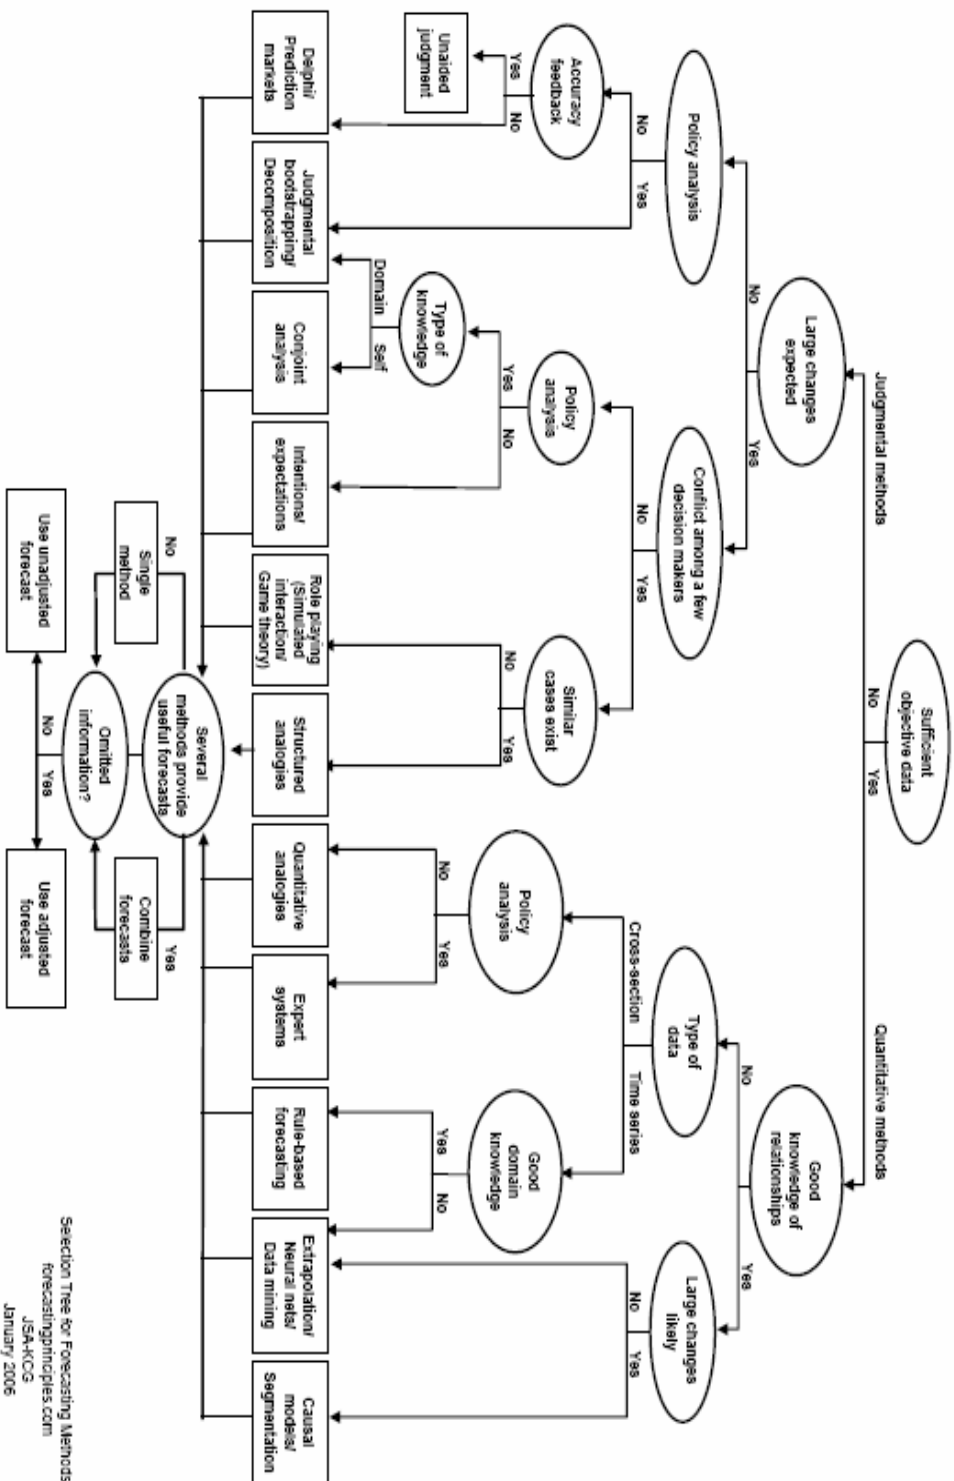 Sufficient
objective data
No
Yes
Judgmental methods
Quantitative methods
Large changes
expected
Good
knowledge of
relationships
No
Yes
No
Yes
Policy analysis
Conflict among a few
decision makers
Type of
data
Large changes
likely
No
Yes
No
Yes
Cross-section
Time series
No
Yes
Accuracy
feedback
Policy
analysis
Similar
cases exist
Policy
analysis
Good
domain
knowledge
Yes
No
Yes
No
No
Yes
No
Yes
Yes
No
Unaided
judgment
Type of
knowledge
Domain
Self
Delphi/
Prediction
markets
Judgmental
bootstrapping/
Decomposition
Conjoint
analysis
Intentions/
expectations
Role playing
(Simulated
interaction/
Game theory)
Structured
analogies
Quantitative
analogies
Expert
systems
Rule-based
forecasting
Extrapolation/
Neural nets/
Data mining
Causal
models/
Segmentation
Several
methods provide
useful forecasts
No
Yes
Single
method
Combine
forecasts
Omitted
information?
No
Yes
Use unadjusted
forecast
Use adjusted
forecast
Selection Tree for Forecasting Methods
forecastingprinciples.com
JSA-KCG
January 2006